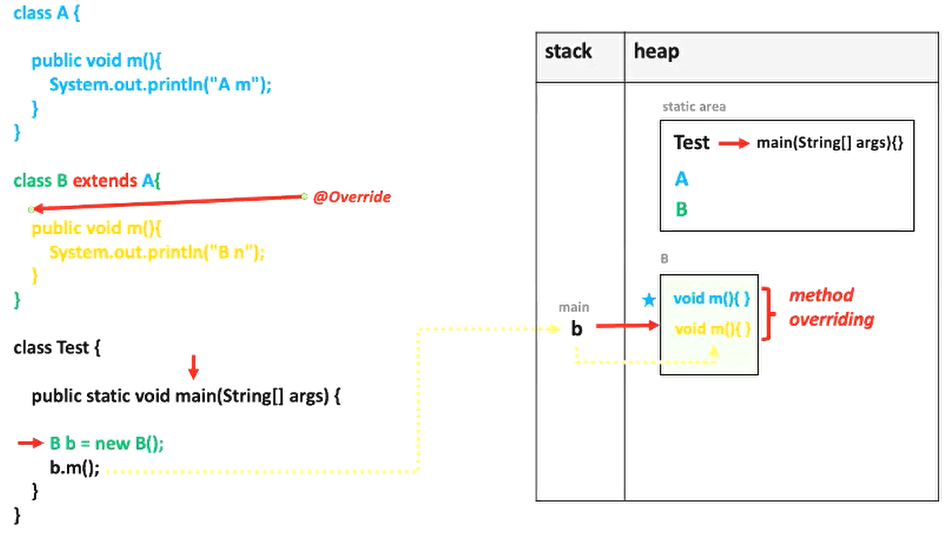 class A {
public void m(){
System.out.println("A m");
}
}
class B extends A{
@Override
public void m(){
System.out.println("B n");
}
}
class Test {
public static void main(String[] args) {
B b = new B();
b.m();
}
}
stack heap
static area
Test main(String[] args){}
A
B
B
main
b
void m(){ }
void m(){ }
method
overriding